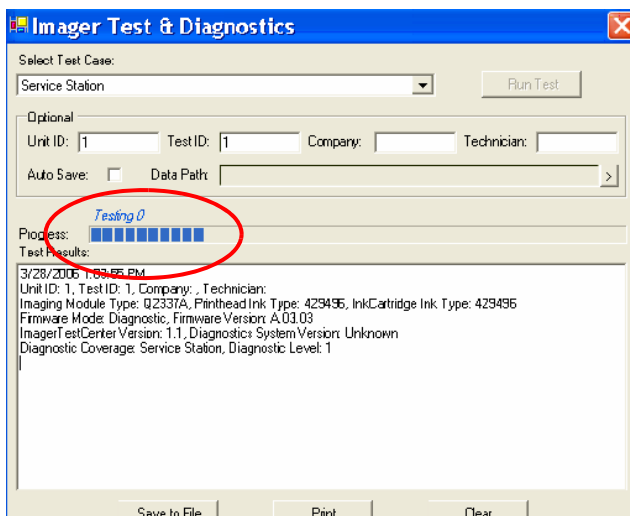 Imager Test & Diagnostics
Select Test Case:
Service Station
Run Test
Optional
Unit ID: 1 Test ID: 1 Company: Technician:
Auto Save: Data Path: >
Testing 0
Progress:
Test Results:
3/28/2006 1:03:55 PM
Unit ID: 1, Test ID: 1, Company: , Technician:
Imaging Module Type: Q2337A, Printhead Ink Type: 429496, InkCartridge Ink Type: 429496
Firmware Mode: Diagnostic, Firmware Version: A.03.03
ImagerTestCenter Version: 1.1, Diagnostics System Version: Unknown
Diagnostic Coverage: Service Station, Diagnostic Level: 1
Save to File Print Clear